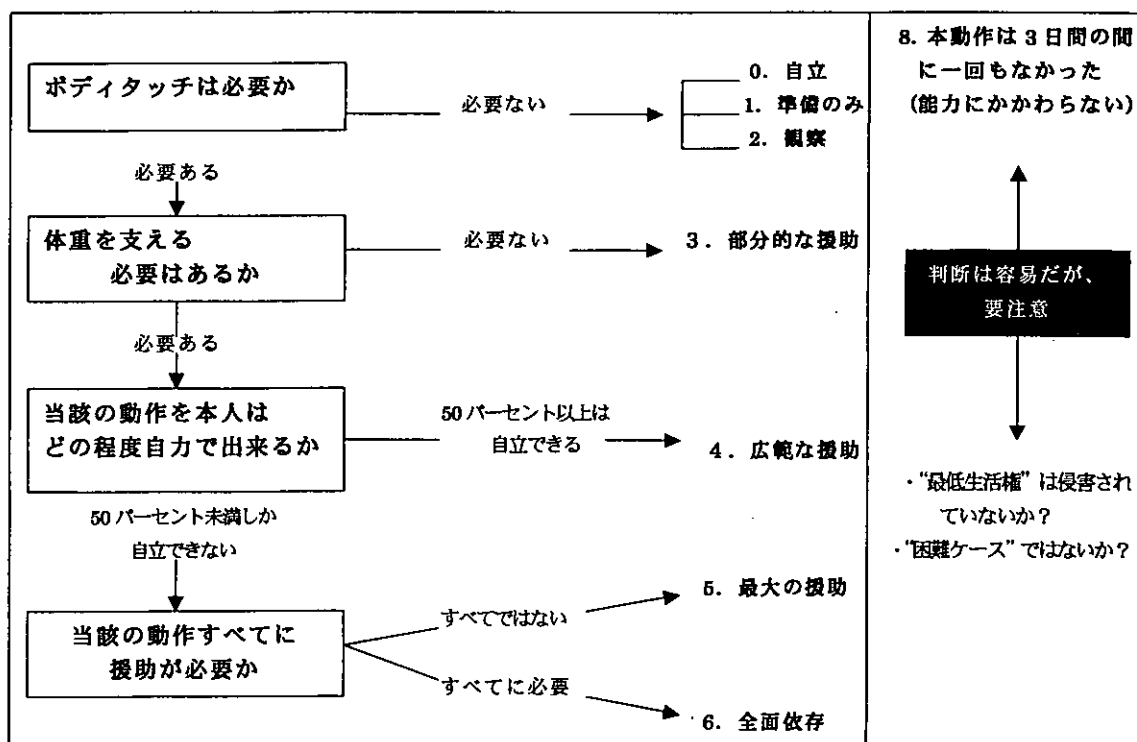 ボディタッチは必要か
必要ない
0. 自立
1. 準備のみ
2. 観察
必要ある
体重を支える
必要はあるか
必要ない
3. 部分的な援助
必要ある
当該の動作を本人は
どの程度自力で出来るか
50 パーセント以上は
自立できる
4. 広範な援助
50 パーセント未満しか
自立できない
当該の動作すべてに
援助が必要か
すべてではない
5. 最大の援助
すべてに必要
6. 全面依存
8. 本動作は 3 日間の間
に一回もなかった
(能力にかかわらない)
判断は容易だが、
要注意
・“最低生活権” は侵害され
ていないか?
・“困難ケース” ではないか?